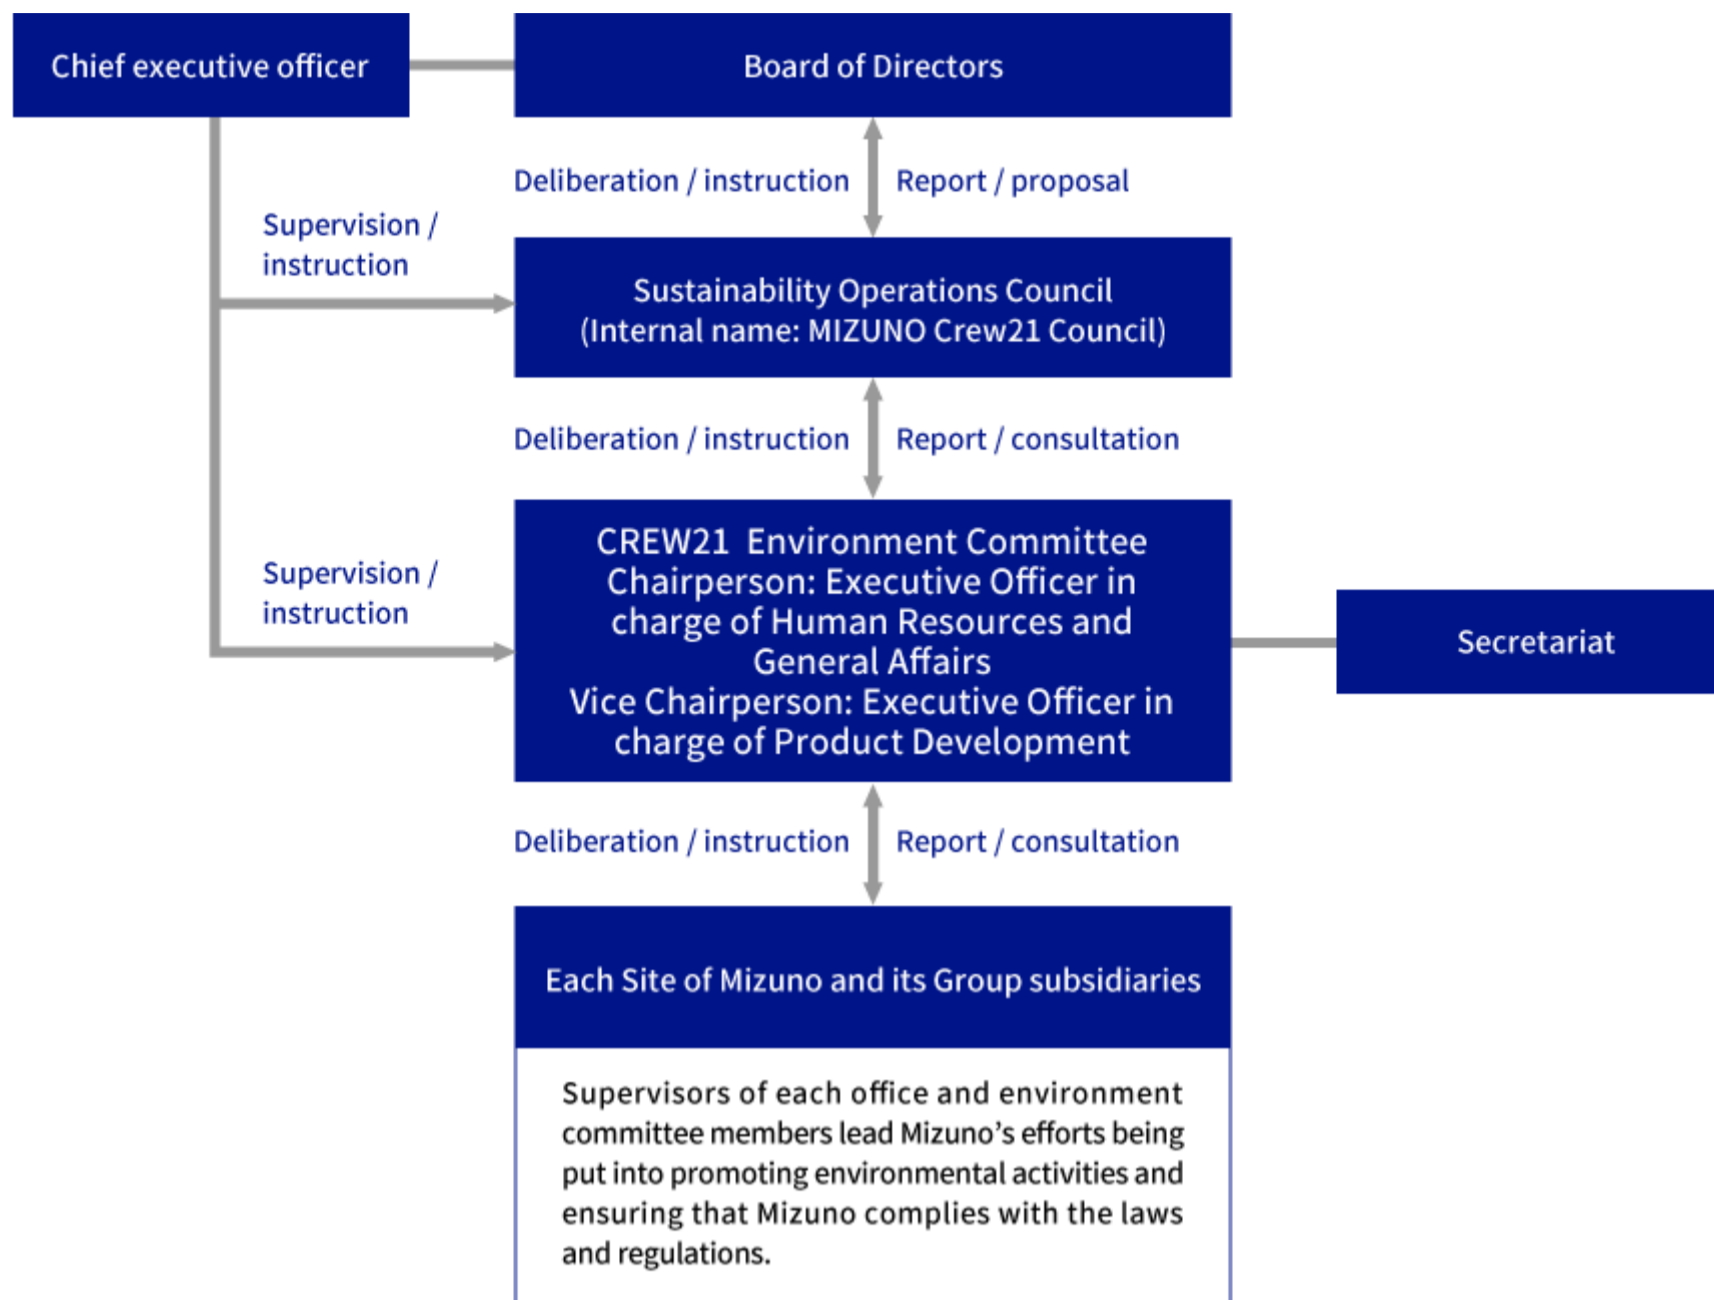 Chief executive officer
Board of Directors
Deliberation / instruction
Report / proposal
Supervision /
instruction
Sustainability Operations Council
(Internal name: MIZUNO Crew21 Council)
Deliberation / instruction
Report / consultation
Supervision /
instruction
CREW21 Environment Committee
Chairperson: Executive Officer in
charge of Human Resources and
General Affairs
Vice Chairperson: Executive Officer in
charge of Product Development
Secretariat
Deliberation / instruction
Report / consultation
Each Site of Mizuno and its Group subsidiaries
Supervisors of each office and environment
committee members lead Mizuno’s efforts being
put into promoting environmental activities and
ensuring that Mizuno complies with the laws
and regulations.